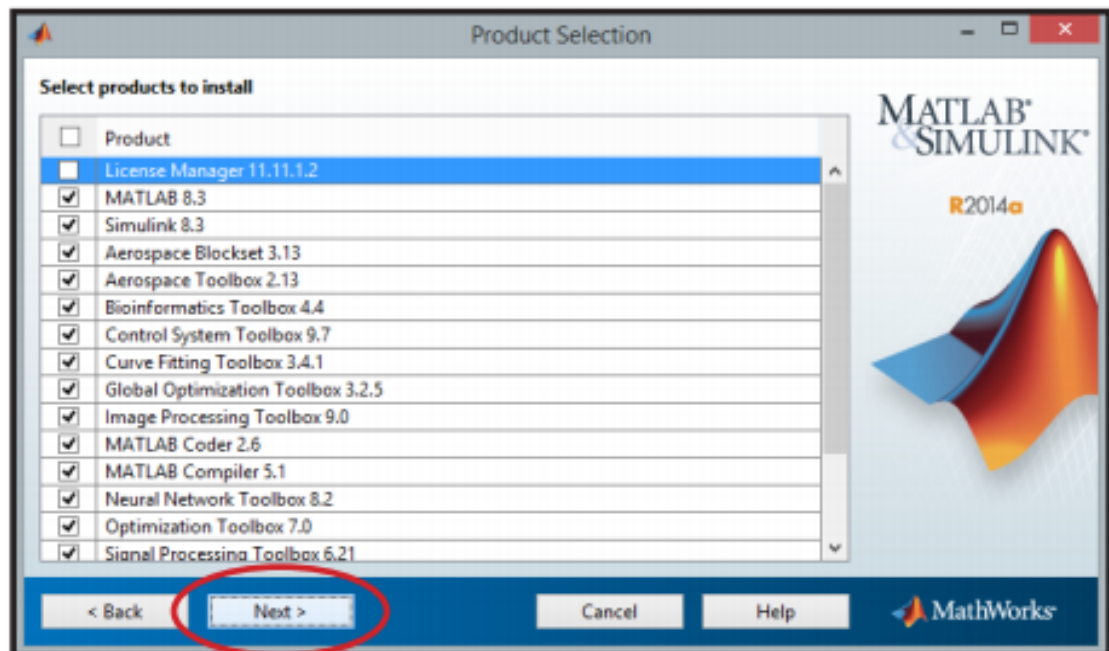 Product Selection
Select products to install
Product
License Manager 11.11.1.2
MATLAB 8.3
Simulink 8.3
Aerospace Blockset 3.13
Aerospace Toolbox 2.13
Bioinformatics Toolbox 4.4
Control System Toolbox 9.7
Curve Fitting Toolbox 3.4.1
Global Optimization Toolbox 3.2.5
Image Processing Toolbox 9.0
MATLAB Coder 2.6
MATLAB Compiler 5.1
Neural Network Toolbox 8.2
Optimization Toolbox 7.0
Signal Processing Toolbox 6.21
MATLAB®
&SIMULINK®
R2014a
< Back
Next >
Cancel
Help
MathWorks®